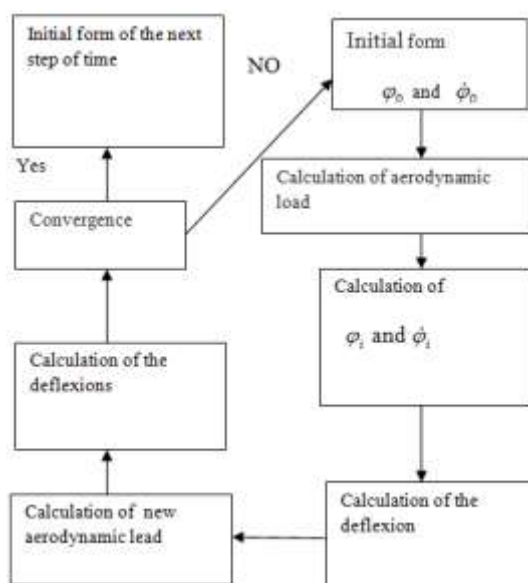 Initial form of the next
step of time
NO
Initial form
φ₀ and φ̇₀
Yes
Calculation of aerodynamic
load
Convergence
Calculation of
φᵢ and φ̇ᵢ
Calculation of the
deflexions
Calculation of the
deflexion
Calculation of new
aerodynamic lead